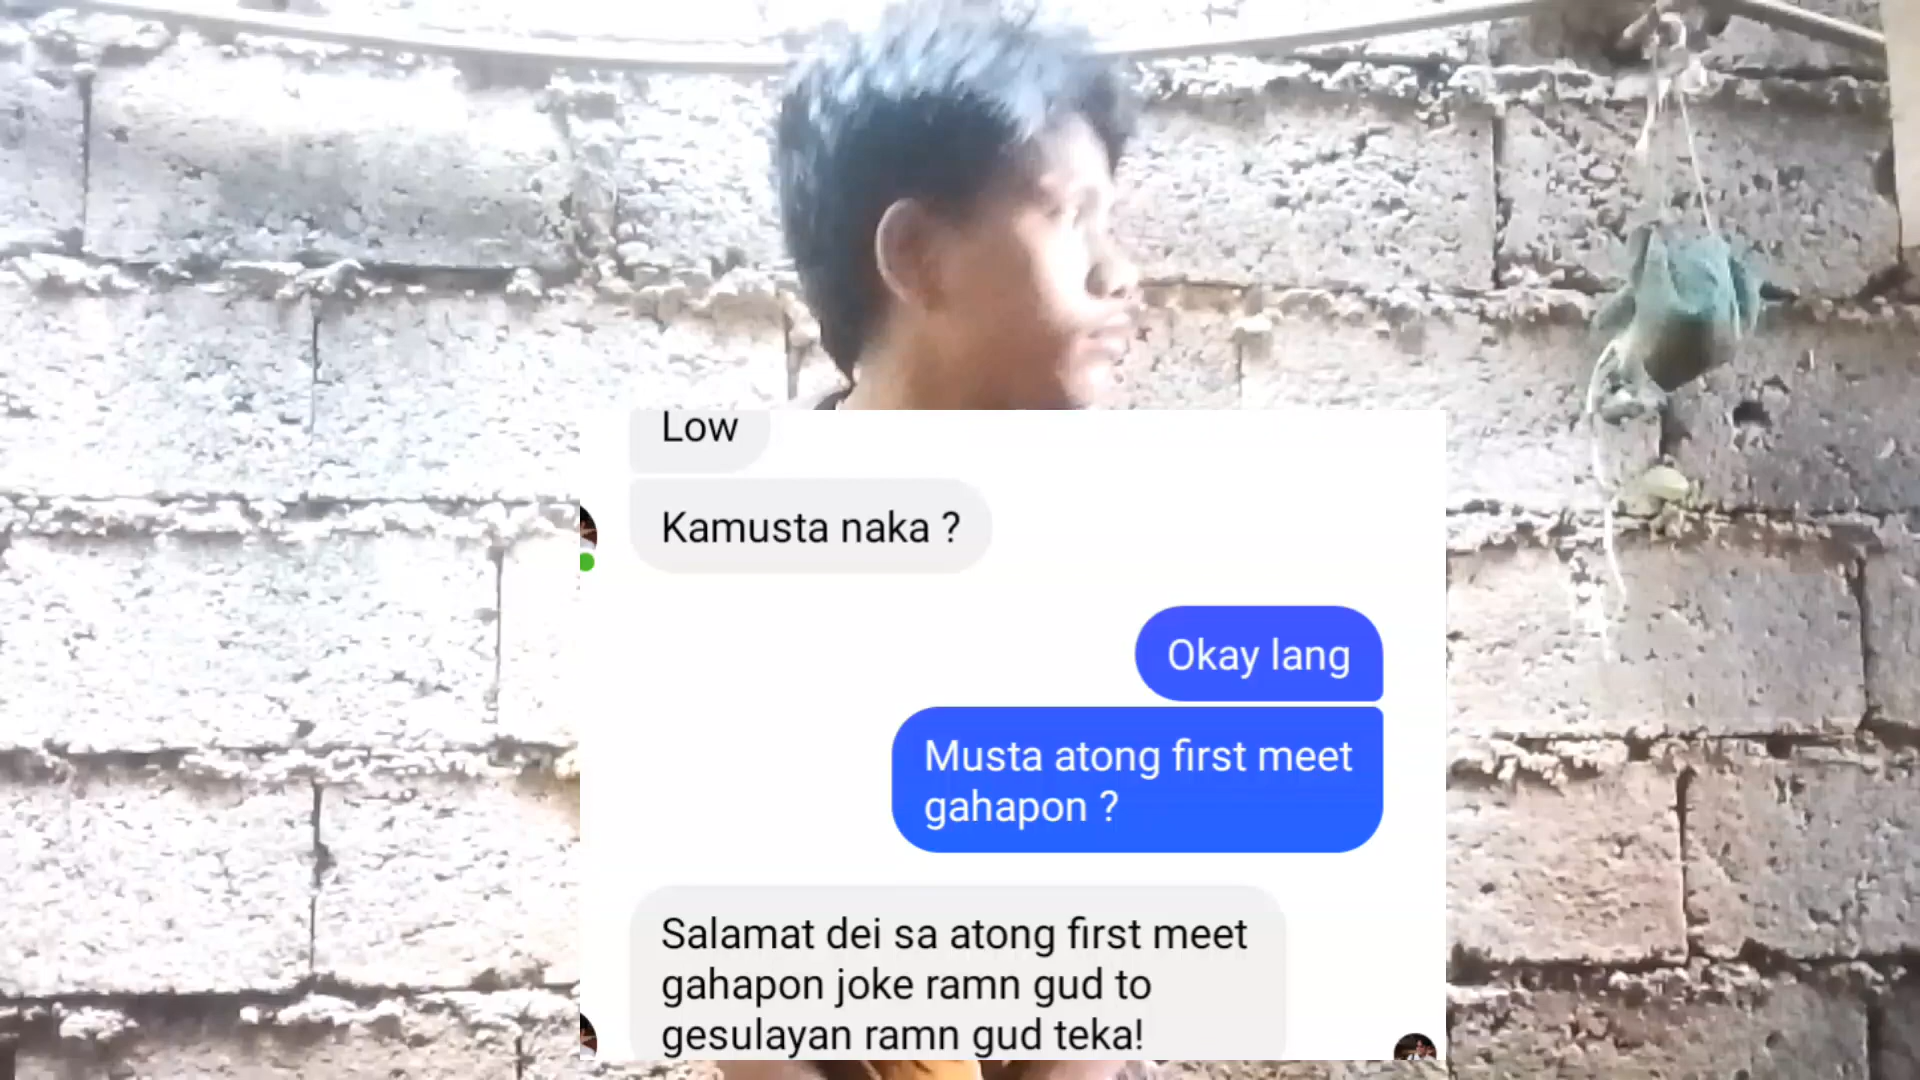 Low
Kamusta naka ?
Okay lang
Musta atong first meet
gahapon ?
Salamat dei sa atong first meet
gahapon joke ramn gud to
gesulayan ramn gud teka!